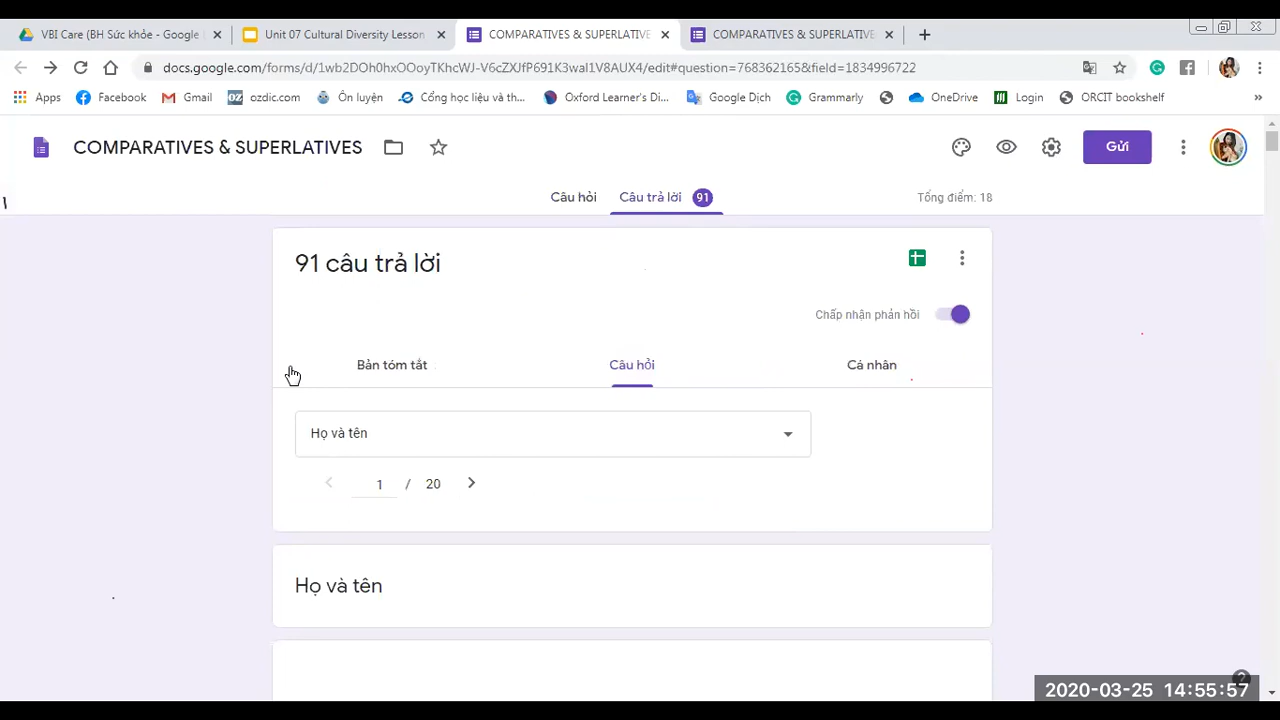 VBI Care (BH Sức khỏe - Google
Unit 07 Cultural Diversity Lesson
COMPARATIVES & SUPERLATIVE
COMPARATIVES & SUPERLATIVE
docs.google.com/forms/d/1wb2DOh0hxOOoyTKhcWJ-V6cZXJfP691K3waI1V8AUX4/edit#question=768362165&field=1834996722
Apps
Facebook
Gmail
OZ ozdic.com
Ôn luyện
Cổng học liệu và th...
Oxford Learner's Di...
Google Dịch
Grammarly
OneDrive
Login
ORCIT bookshelf
»
COMPARATIVES & SUPERLATIVES
Gửi
Câu hỏi
Câu trả lời 91
Tổng điểm: 18
91 câu trả lời
Chấp nhận phản hồi
Bản tóm tắt
Câu hỏi
Cá nhân
Họ và tên
1 / 20
Họ và tên
2020-03-25 14:55:57